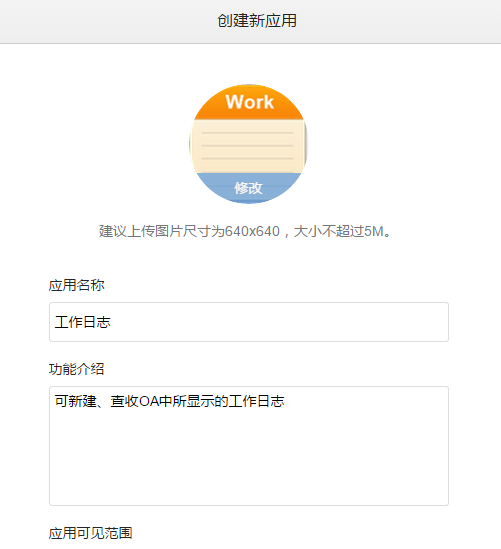 创建新应用
Work
修改
建议上传图片尺寸为640x640，大小不超过5M。
应用名称
工作日志
功能介绍
可新建、查收OA中所显示的工作日志
应用可见范围